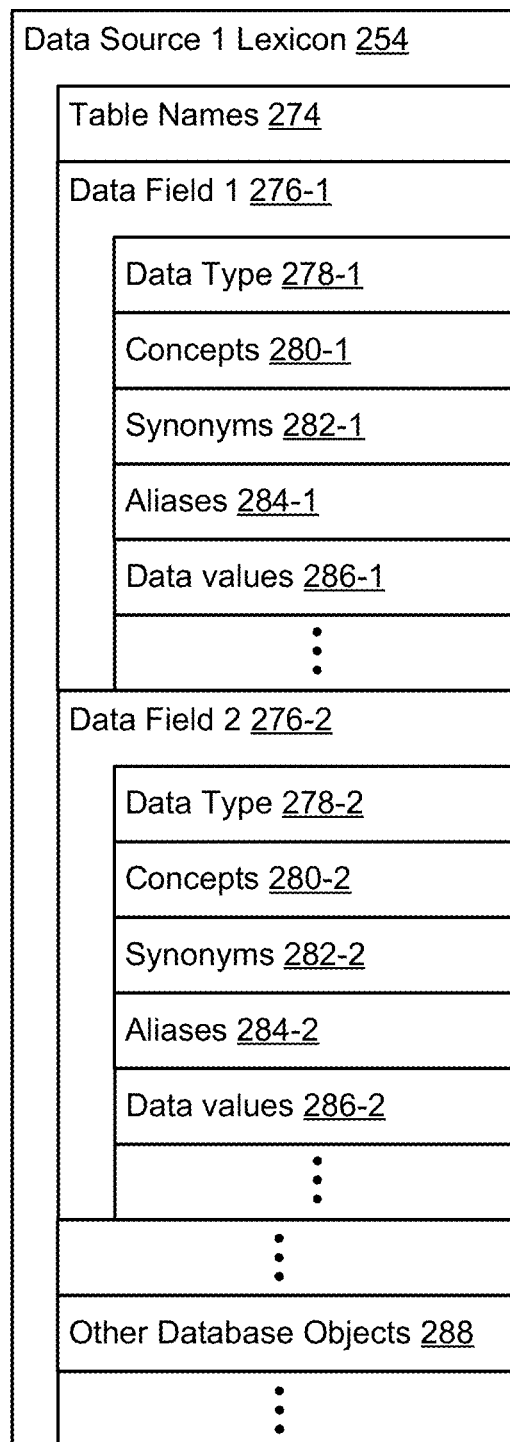 Data Source 1 Lexicon 254
Table Names 274
Data Field 1 276-1
Data Type 278-1
Concepts 280-1
Synonyms 282-1
Aliases 284-1
Data values 286-1
Data Field 2 276-2
Data Type 278-2
Concepts 280-2
Synonyms 282-2
Aliases 284-2
Data values 286-2
Other Database Objects 288